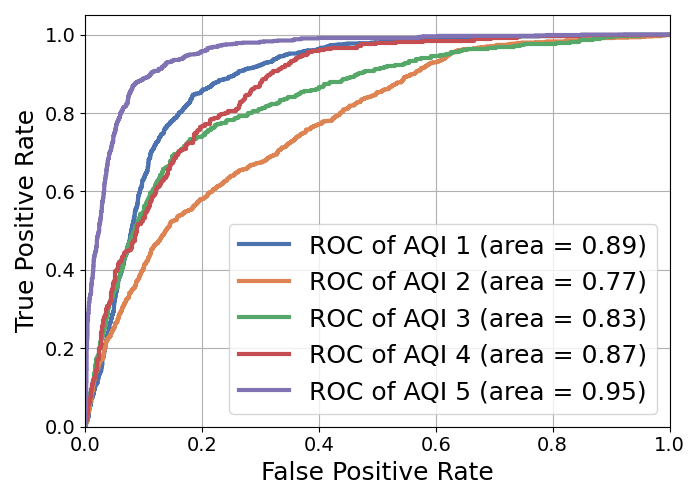 1.0
0.8
0.6
0.4
0.2
0.0
True Positive Rate
ROC of AQI 1 (area = 0.89)
ROC of AQI 2 (area = 0.77)
ROC of AQI 3 (area = 0.83)
ROC of AQI 4 (area = 0.87)
ROC of AQI 5 (area = 0.95)
0.0 0.2 0.4 0.6 0.8 1.0
False Positive Rate